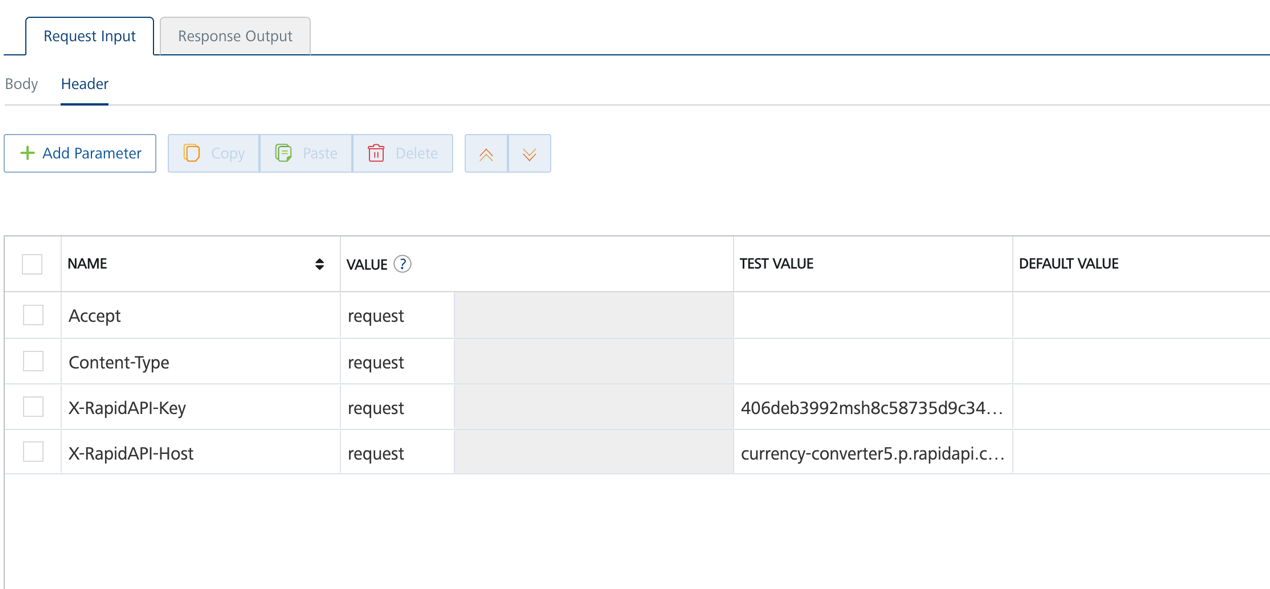 Request Input Response Output
Body Header
Add Parameter Copy Paste Delete
NAME VALUE ? TEST VALUE DEFAULT VALUE
Accept request
Content-Type request
X-RapidAPI-Key request 406deb3992msh8c58735d9c34...
X-RapidAPI-Host request currency-converter5.p.rapidapi.c...